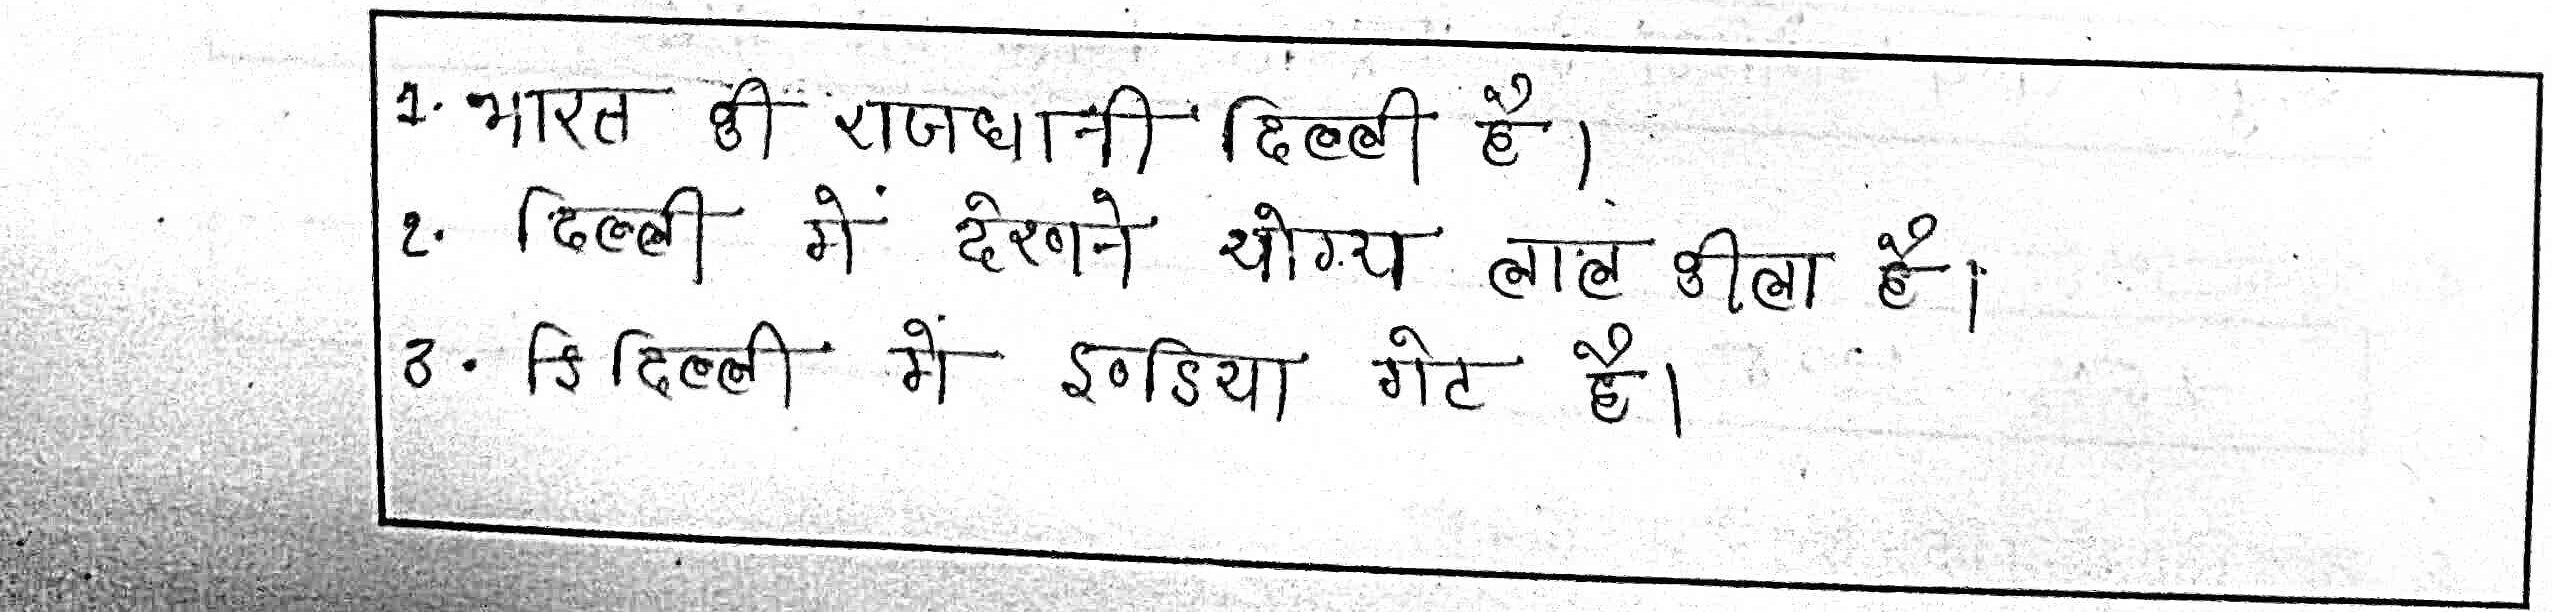 1. भारत की राजधानी दिल्ली है।
2. दिल्ली में देखने योग्य लाल कीला है।
3. कि दिल्ली में इण्डिया गेट है।